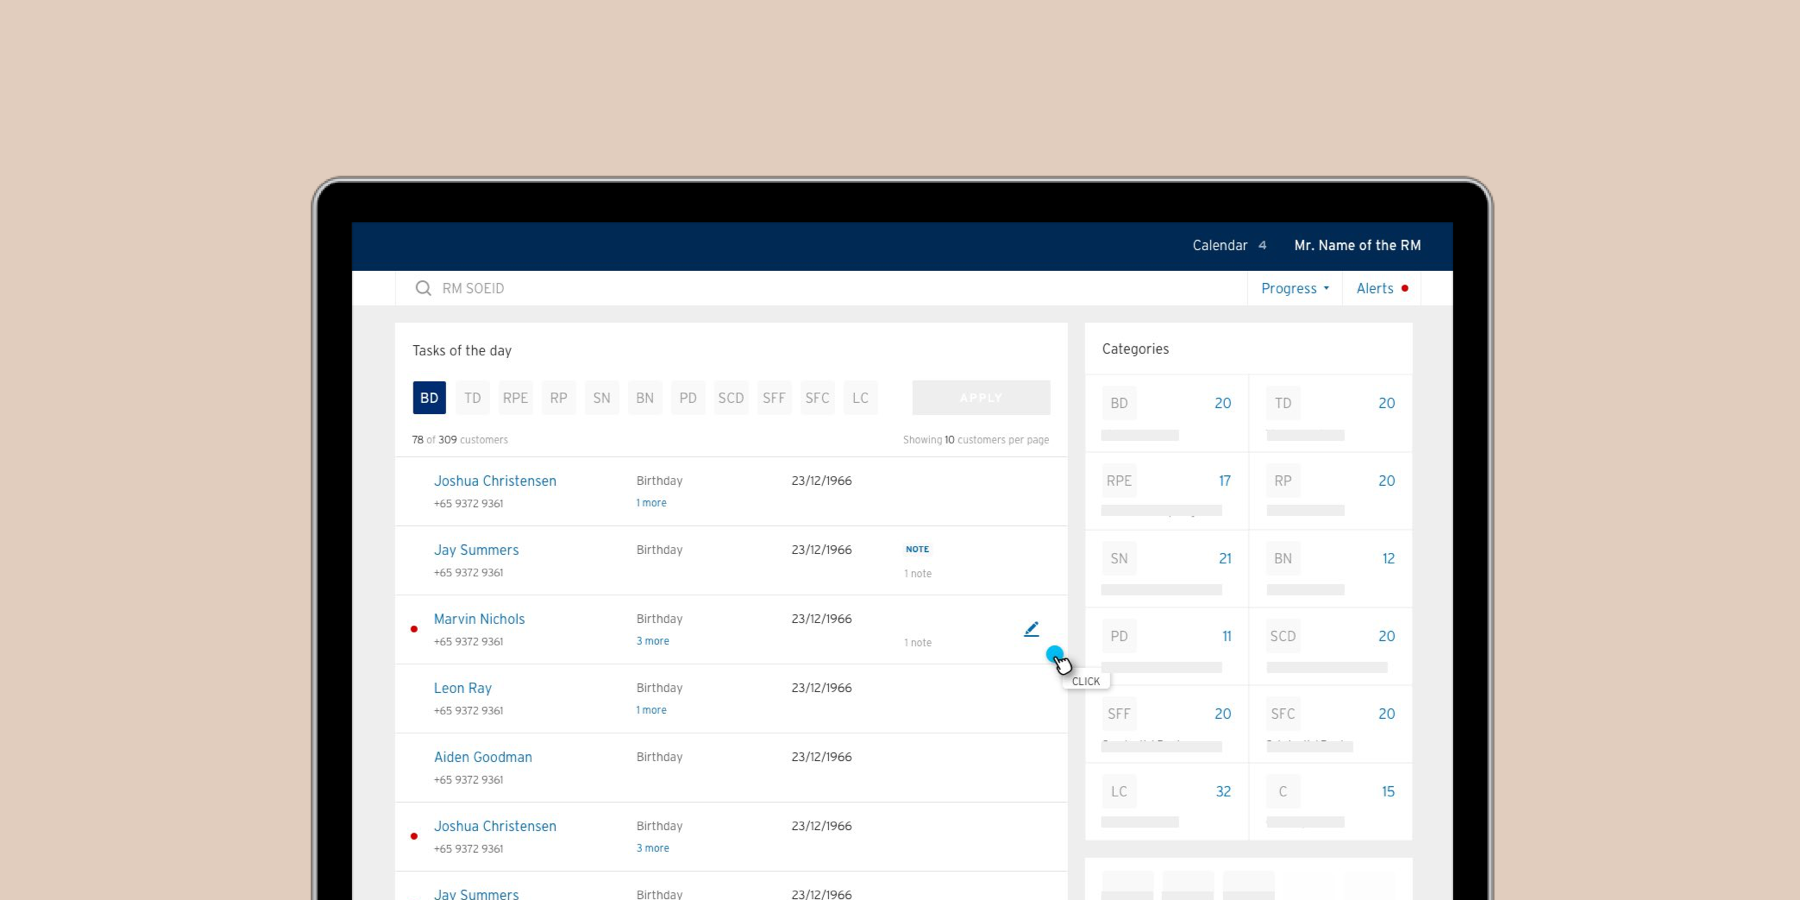 Calendar 4 Mr. Name of the RM
RM SOEID Progress Alerts
Tasks of the day
BD TD RPE RP SN BN PD SCD SFF SFC LC APPLY
78 of 309 customers Showing 10 customers per page
Joshua Christensen Birthday 23/12/1966
+65 9372 9361 1 more
Jay Summers Birthday 23/12/1966 NOTE
+65 9372 9361 1 note
Marvin Nichols Birthday 23/12/1966
+65 9372 9361 3 more 1 note
CLICK
Leon Ray Birthday 23/12/1966
+65 9372 9361 1 more
Aiden Goodman Birthday 23/12/1966
+65 9372 9361
Joshua Christensen Birthday 23/12/1966
+65 9372 9361 3 more
Jay Summers Birthday 23/12/1966
Categories
BD 20 TD 20
RPE 17 RP 20
SN 21 BN 12
PD 11 SCD 20
SFF 20 SFC 20
LC 32 C 15